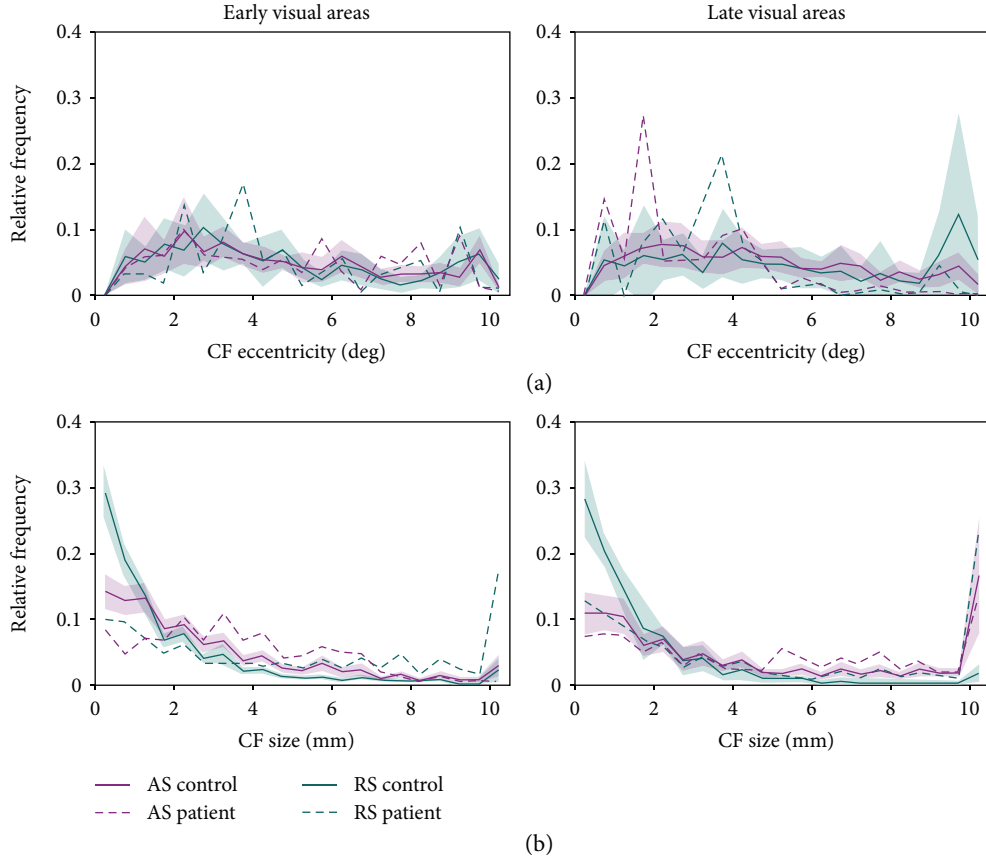 Early visual areas
Late visual areas
Relative frequency
0.4
0.3
0.2
0.1
0
0 2 4 6 8 10
CF eccentricity (deg)
0.4
0.3
0.2
0.1
0
0 2 4 6 8 10
CF eccentricity (deg)
(a)
Relative frequency
0.4
0.3
0.2
0.1
0
0 2 4 6 8 10
CF size (mm)
0.4
0.3
0.2
0.1
0
0 2 4 6 8 10
CF size (mm)
AS control
AS patient
RS control
RS patient
(b)